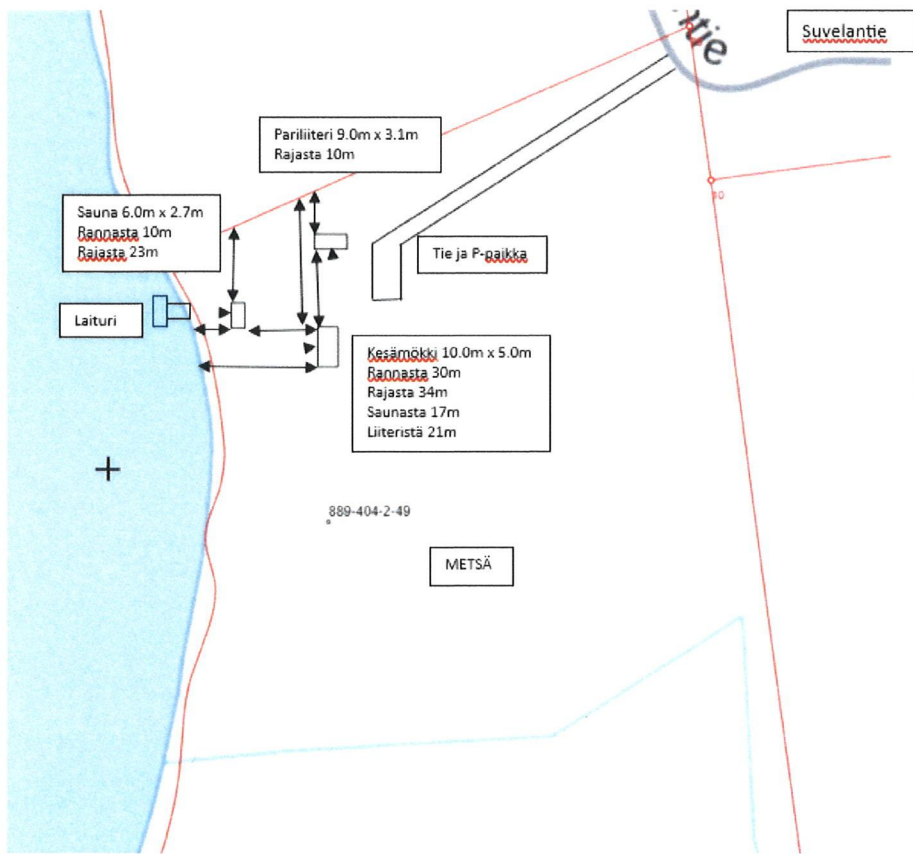 ntie
Suvelantie
Pariliiteri 9.0m x 3.1m
Rajasta 10m
Sauna 6.0m x 2.7m
Rannasta 10m
Rajasta 23m
Tie ja P-paikka
Laituri
Kesämökki 10.0m x 5.0m
Rannasta 30m
Rajasta 34m
Saunasta 17m
Liiteristä 21m
889-404-2-49
METSÄ